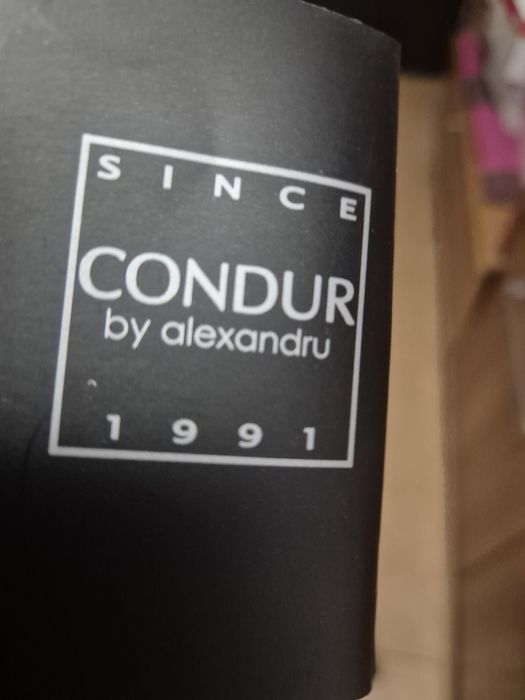 SINCE
CONDUR
by alexandru
1991